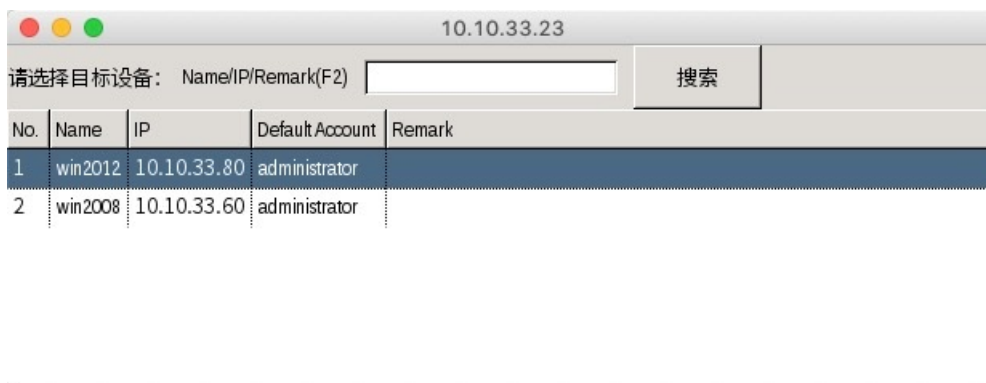 10.10.33.23
请选择目标设备： Name/IP/Remark(F2) 搜索
No. Name IP Default Account Remark
1 win2012 10.10.33.80 administrator
2 win2008 10.10.33.60 administrator